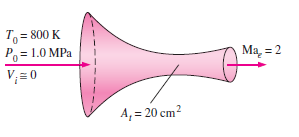 T₀ = 800 K
P₀ = 1.0 MPa
Vᵢ ≅ 0
Maₑ = 2
Aₜ = 20 cm²